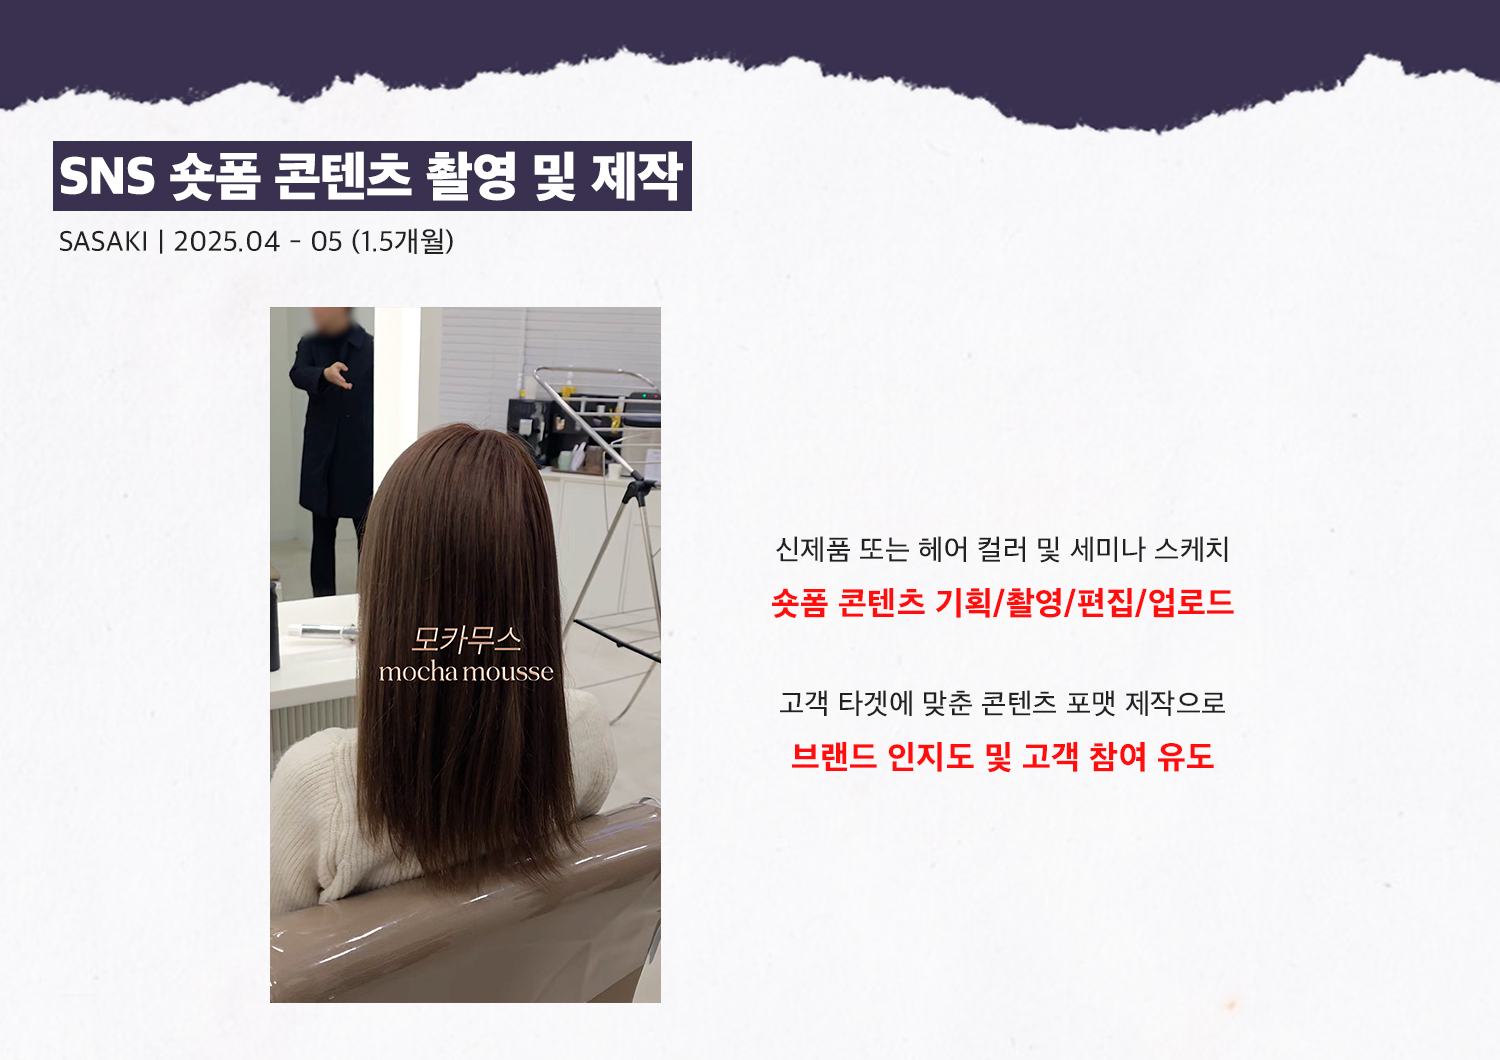 SNS 숏폼 콘텐츠 촬영 및 제작
SASAKI | 2025.04 - 05 (1.5개월)
모카무스
mocha mousse
신제품 또는 헤어 컬러 및 세미나 스케치
숏폼 콘텐츠 기획/촬영/편집/업로드
고객 타겟에 맞춘 콘텐츠 포맷 제작으로
브랜드 인지도 및 고객 참여 유도